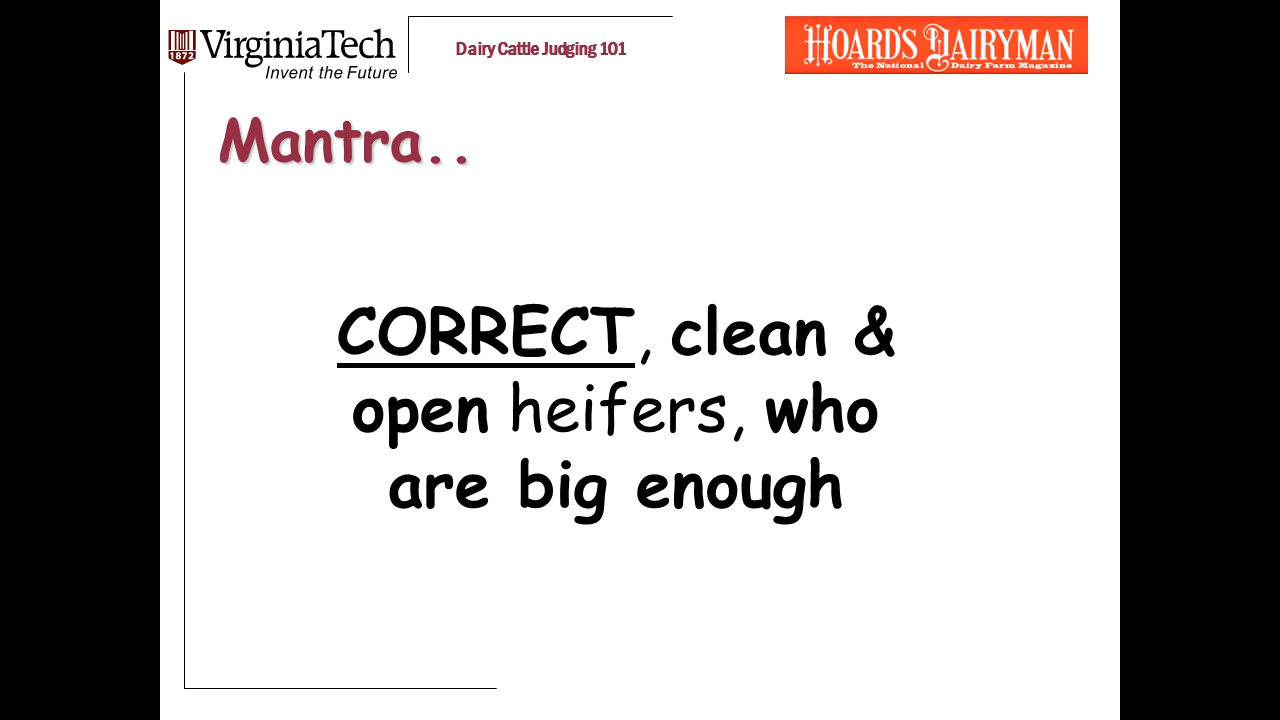 VirginiaTech
1872
Invent the Future
Dairy Cattle Judging 101
HOARD'S DAIRYMAN
The National Dairy Farm Magazine
Mantra..
CORRECT, clean &
open heifers, who
are big enough